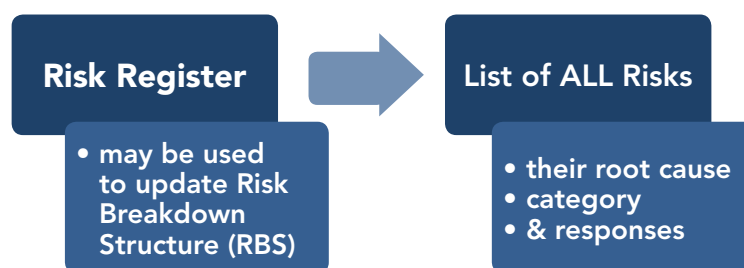 Risk Register
• may be used
to update Risk
Breakdown
Structure (RBS)
List of ALL Risks
• their root cause
• category
• & responses